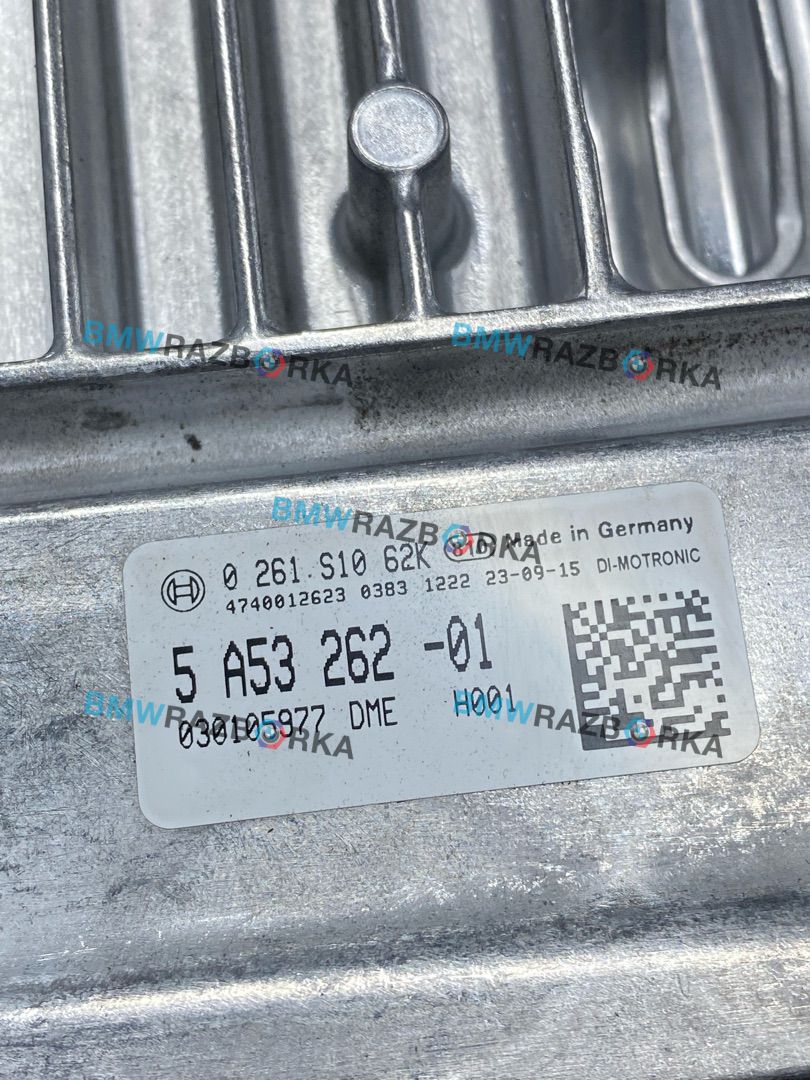 BMWRAZBORKA
BMWRAZBORKA
BMWRAZBORKA
0 261.S10 62K Made in Germany
4740012623 0383 1222 23-09-15 DI-MOTRONIC
5 A53 262 -01
030105977 DME H001
BMWRAZBORKA
BMWRAZBORKA